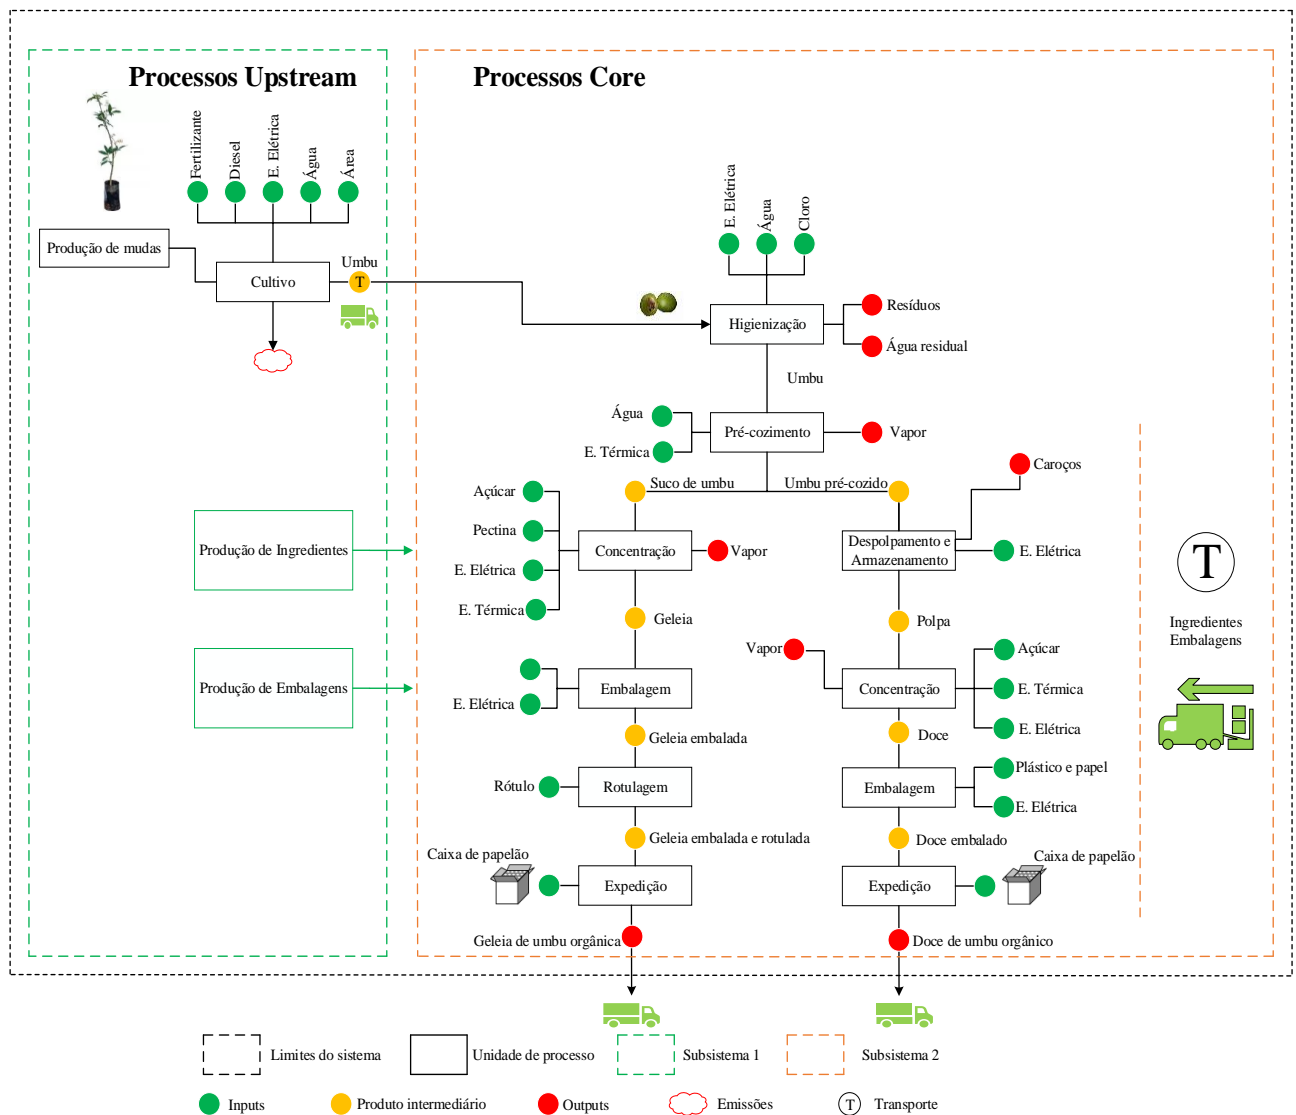 Processos Upstream
Processos Core
Fertilizante
Diesel
E. Elétrica
Água
Área
Produção de mudas
Cultivo
Umbu
T
E. Elétrica
Água
Cloro
Higienização
Resíduos
Água residual
Umbu
Água
E. Térmica
Pré-cozimento
Vapor
Suco de umbu
Umbu pré-cozido
Caroços
Açúcar
Pectina
E. Elétrica
E. Térmica
Concentração
Vapor
Despolpamento e
Armazenamento
E. Elétrica
Produção de Ingredientes
Geleia
Polpa
T
Ingredientes
Embalagens
Produção de Embalagens
E. Elétrica
Embalagem
Vapor
Concentração
Açúcar
E. Térmica
E. Elétrica
Geleia embalada
Doce
Rótulo
Rotulagem
Embalagem
Plástico e papel
E. Elétrica
Geleia embalada e rotulada
Doce embalado
Caixa de papelão
Expedição
Expedição
Caixa de papelão
Geleia de umbu orgânica
Doce de umbu orgânico
Limites do sistema
Unidade de processo
Subsistema 1
Subsistema 2
Inputs
Produto intermediário
Outputs
Emissões
T
Transporte